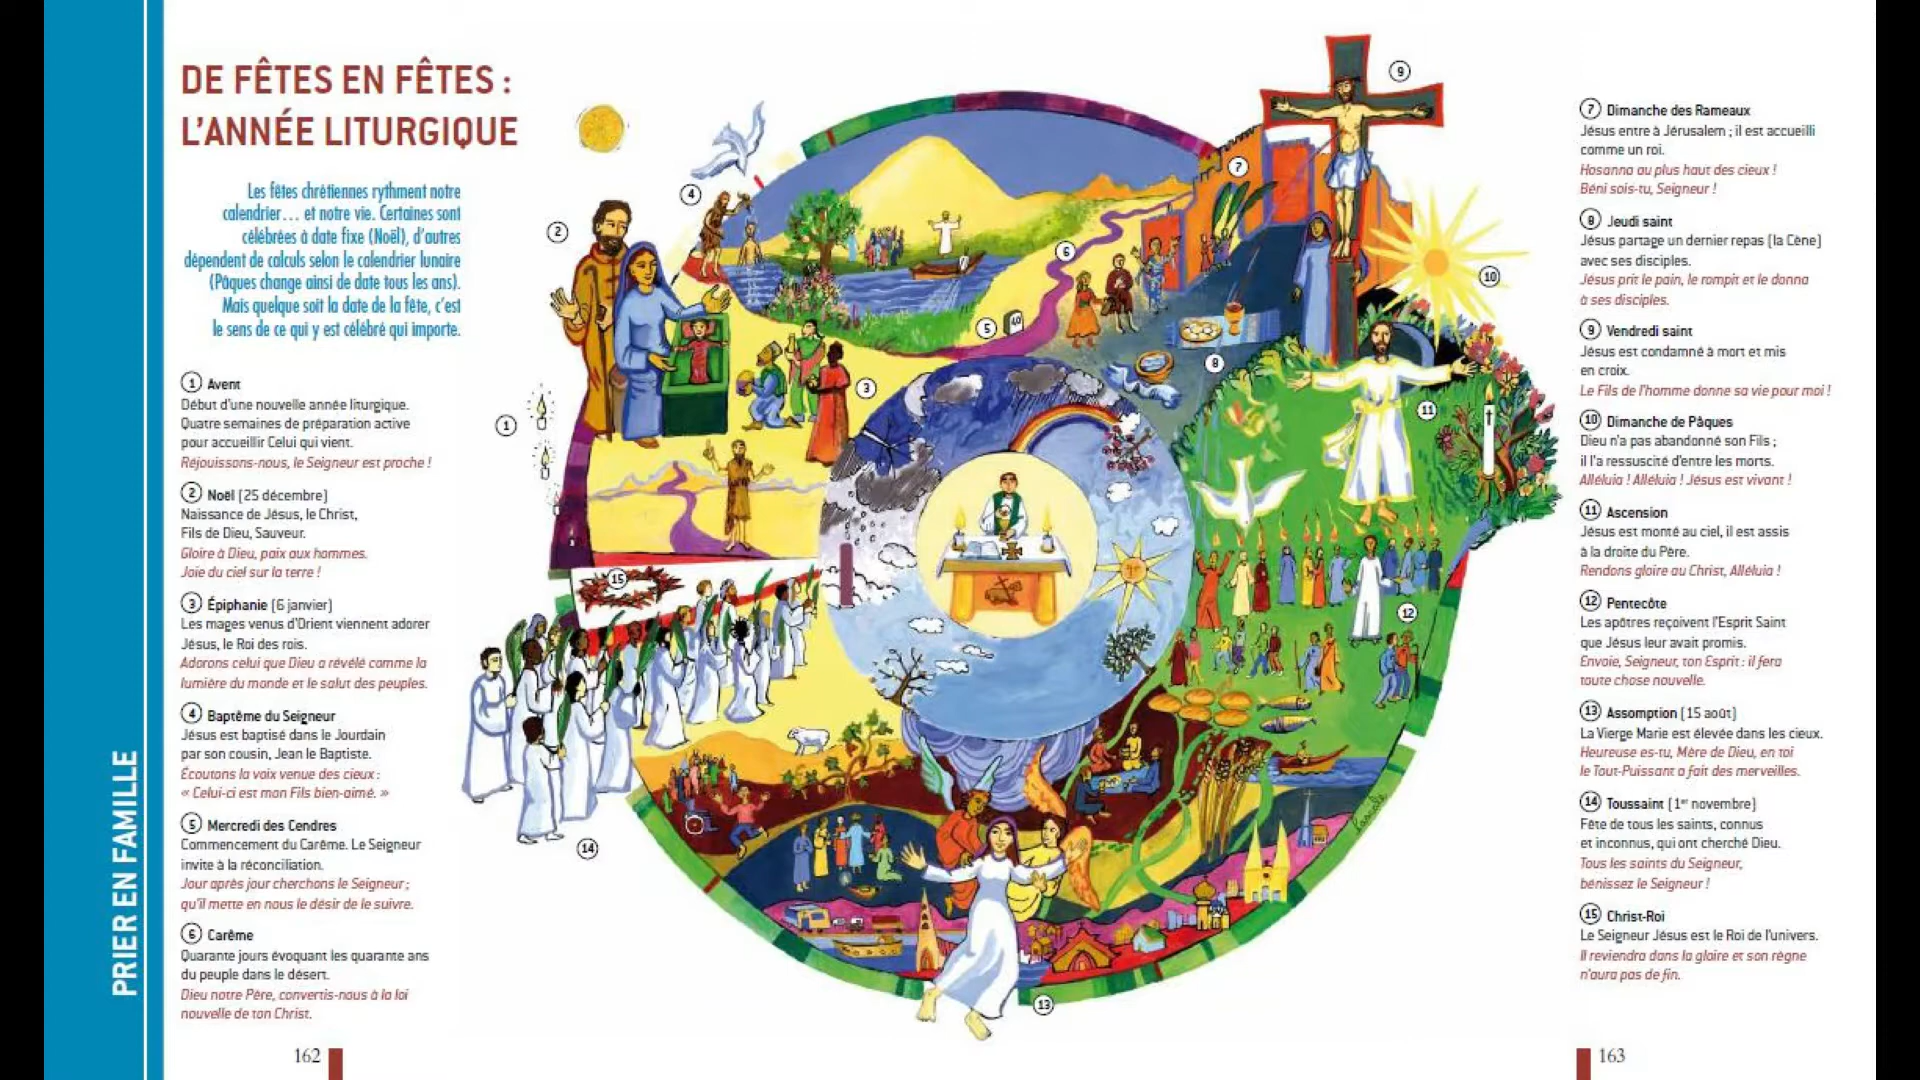 DE FÊTES EN FÊTES :
L'ANNÉE LITURGIQUE
Les fêtes chrétiennes rythment notre
calendrier... et notre vie. Certaines sont
célébrées à date fixe (Noël), d'autres
dépendent de calculs selon le calendrier lunaire
(Pâques change ainsi de date tous les ans).
Mais quelque soit la date de la fête, c'est
le sens de ce qui y est célébré qui importe.
1 Avent
Début d'une nouvelle année liturgique.
Quatre semaines de préparation active
pour accueillir Celui qui vient.
Réjouissons-nous, le Seigneur est proche !
2 Noël (25 décembre)
Naissance de Jésus, le Christ,
Fils de Dieu, Sauveur.
Gloire à Dieu, paix aux hommes.
Joie du ciel sur la terre !
3 Épiphanie (6 janvier)
Les mages venus d'Orient viennent adorer
Jésus, le Roi des rois.
Adorons celui que Dieu a révélé comme la
lumière du monde et le salut des peuples.
4 Baptême du Seigneur
Jésus est baptisé dans le Jourdain
par son cousin, Jean le Baptiste.
Écoutons la voix venue des cieux :
« Celui-ci est mon Fils bien-aimé. »
5 Mercredi des Cendres
Commencement du Carême. Le Seigneur
invite à la réconciliation.
Jour après jour cherchons le Seigneur ;
qu'il mette en nous le désir de le suivre.
6 Carême
Quarante jours évoquant les quarante ans
du peuple dans le désert.
Dieu notre Père, convertis-nous à la loi
nouvelle de ton Christ.
PRIER EN FAMILLE
162
1
2
3
4
5
40
6
7
8
9
10
11
12
13
14
15
Kamille
7 Dimanche des Rameaux
Jésus entre à Jérusalem ; il est accueilli
comme un roi.
Hosanna au plus haut des cieux !
Béni sois-tu, Seigneur !
8 Jeudi saint
Jésus partage un dernier repas (la Cène)
avec ses disciples.
Jésus prit le pain, le rompit et le donna
à ses disciples.
9 Vendredi saint
Jésus est condamné à mort et mis
en croix.
Le Fils de l'homme donne sa vie pour moi !
10 Dimanche de Pâques
Dieu n'a pas abandonné son Fils ;
il l'a ressuscité d'entre les morts.
Alléluia ! Alléluia ! Jésus est vivant !
11 Ascension
Jésus est monté au ciel, il est assis
à la droite du Père.
Rendons gloire au Christ, Alléluia !
12 Pentecôte
Les apôtres reçoivent l'Esprit Saint
que Jésus leur avait promis.
Envoie, Seigneur, ton Esprit : il fera
toute chose nouvelle.
13 Assomption (15 août)
La Vierge Marie est élevée dans les cieux.
Heureuse es-tu, Mère de Dieu, en toi
le Tout-Puissant a fait des merveilles.
14 Toussaint (1er novembre)
Fête de tous les saints, connus
et inconnus, qui ont cherché Dieu.
Tous les saints du Seigneur,
bénissez le Seigneur !
15 Christ-Roi
Le Seigneur Jésus est le Roi de l'univers.
Il reviendra dans la gloire et son règne
n'aura pas de fin.
163